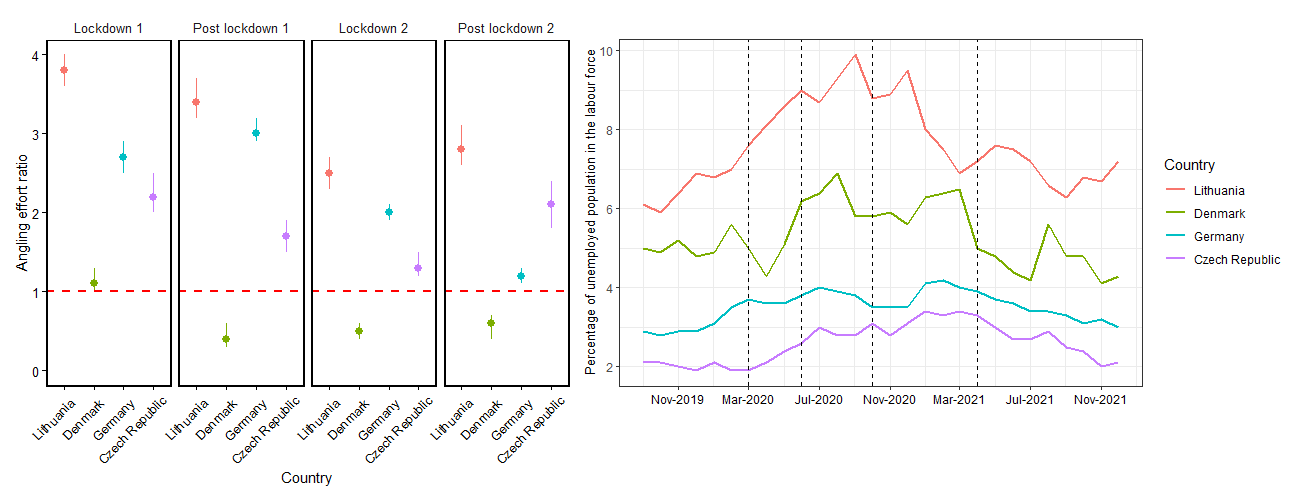 Lockdown 1
Post lockdown 1
Lockdown 2
Post lockdown 2
Angling effort ratio
4
3
2
1
0
Lithuania
Denmark
Germany
Czech Republic
Lithuania
Denmark
Germany
Czech Republic
Lithuania
Denmark
Germany
Czech Republic
Lithuania
Denmark
Germany
Czech Republic
Country
Percentage of unemployed population in the labour force
10
8
6
4
2
Nov-2019
Mar-2020
Jul-2020
Nov-2020
Mar-2021
Jul-2021
Nov-2021
Country
Lithuania
Denmark
Germany
Czech Republic